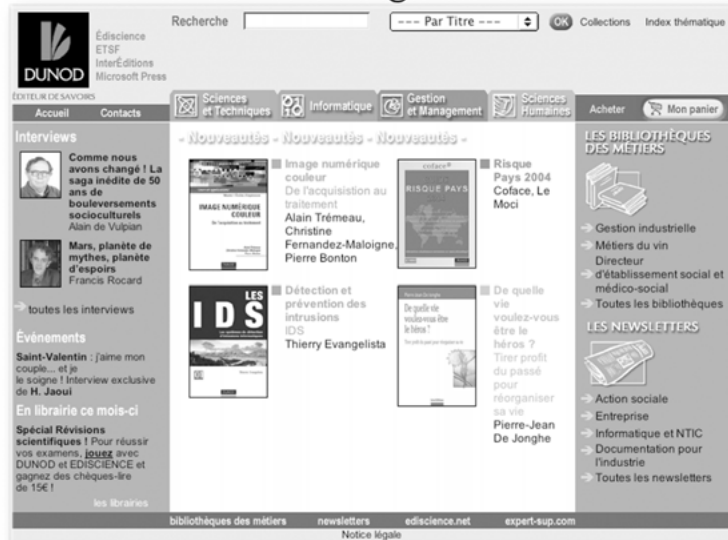 Recherche
--- Par Titre ---
OK
Collections
Index thématique
DUNOD
Édiscience
ETSF
InterÉditions
Microsoft Press
ÉDITEUR DE SAVOIRS
Accueil
Contacts
Sciences
et Techniques
Informatique
Gestion
et Management
Sciences
Humaines
Acheter
Mon panier
Interviews
Comme nous
avons changé ! La
saga inédite de 50
ans de
bouleversements
socioculturels
Alain de Vulpian
Mars, planète de
mythes, planète
d'espoirs
Francis Rocard
toutes les interviews
Évènements
Saint-Valentin : j'aime mon
couple... et je
le soigne ! Interview exclusive
de H. Jaoui
En librairie ce mois-ci
Spécial Révisions
scientifiques ! Pour réussir
vos examens, jouez avec
DUNOD et EDISCIENCE et
gagnez des chèques-lire
de 15€ !
les librairies
- Nouveautés - Nouveautés - Nouveautés -
IMAGE NUMÉRIQUE
COULEUR
Image numérique
couleur
De l'acquisistion au
traitement
Alain Trémeau,
Christine
Fernandez-Maloigne,
Pierre Bonton
coface
RISQUE PAYS
Risque
Pays 2004
Coface, Le
Moci
LES
IDS
Détection et
prévention des
intrusions
IDS
Thierry Evangelista
De quelle vie
voulez-vous être
le héros ?
De quelle
vie
voulez-vous
être le
héros ?
Tirer profit
du passé
pour
réorganiser
sa vie
Pierre-Jean
De Jonghe
LES BIBLIOTHÈQUES
DES MÉTIERS
Gestion industrielle
Métiers du vin
Directeur
d'établissement social et
médico-social
Toutes les bibliothèques
LES NEWSLETTERS
Action sociale
Entreprise
Informatique et NTIC
Documentation pour
l'industrie
Toutes les newsletters
bibliothèques des métiers
newsletters
ediscience.net
expert-sup.com
Notice légale